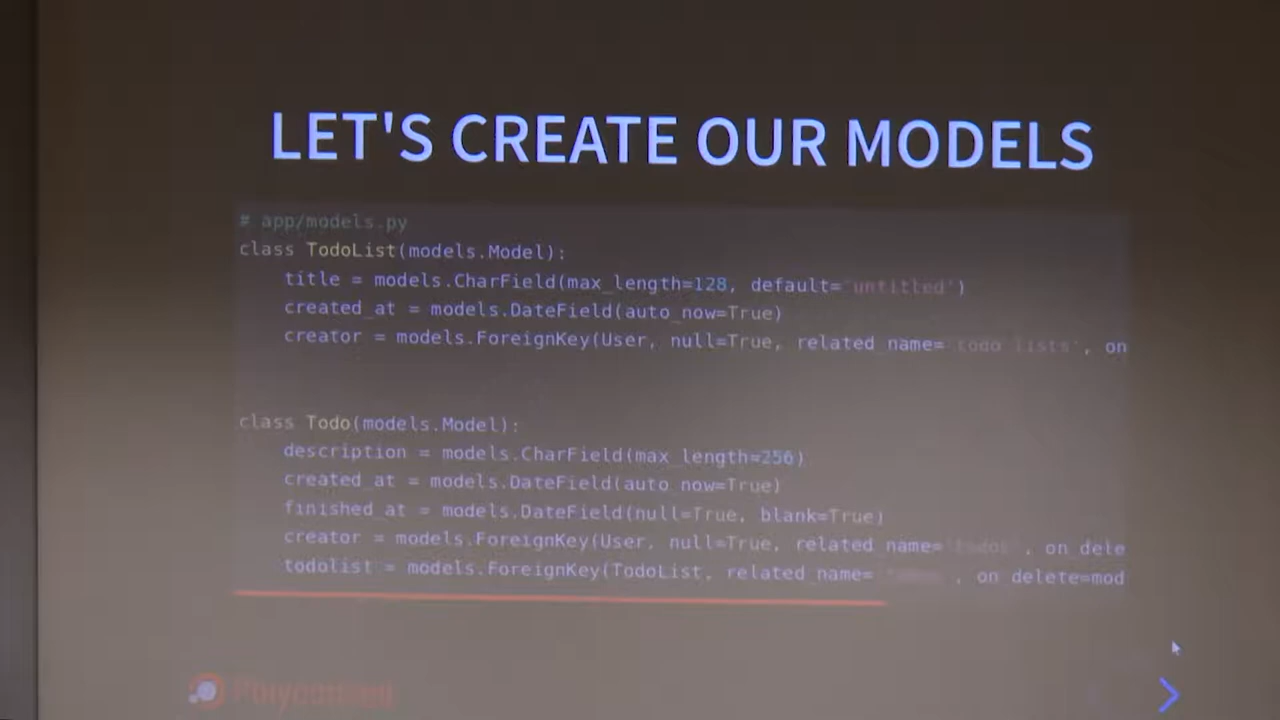 LET'S CREATE OUR MODELS
# app/models.py
class TodoList(models.Model):
title = models.CharField(max_length=128, default='untitled')
created_at = models.DateField(auto_now=True)
creator = models.ForeignKey(User, null=True, related_name='todo_lists', on
class Todo(models.Model):
description = models.CharField(max_length=256)
created_at = models.DateField(auto_now=True)
finished_at = models.DateField(null=True, blank=True)
creator = models.ForeignKey(User, null=True, related_name='todos', on_dele
todolist = models.ForeignKey(TodoList, related_name= , on_delete=mod